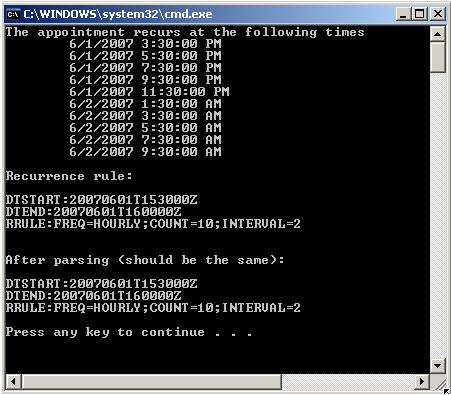 C:\WINDOWS\system32\cmd.exe
The appointment recurs at the following times
6/1/2007 3:30:00 PM
6/1/2007 5:30:00 PM
6/1/2007 7:30:00 PM
6/1/2007 9:30:00 PM
6/1/2007 11:30:00 PM
6/2/2007 1:30:00 AM
6/2/2007 3:30:00 AM
6/2/2007 5:30:00 AM
6/2/2007 7:30:00 AM
6/2/2007 9:30:00 AM
Recurrence rule:
DTSTART:20070601T153000Z
DTEND:20070601T160000Z
RRULE:FREQ=HOURLY;COUNT=10;INTERVAL=2
After parsing (should be the same):
DTSTART:20070601T153000Z
DTEND:20070601T160000Z
RRULE:FREQ=HOURLY;COUNT=10;INTERVAL=2
Press any key to continue . . .